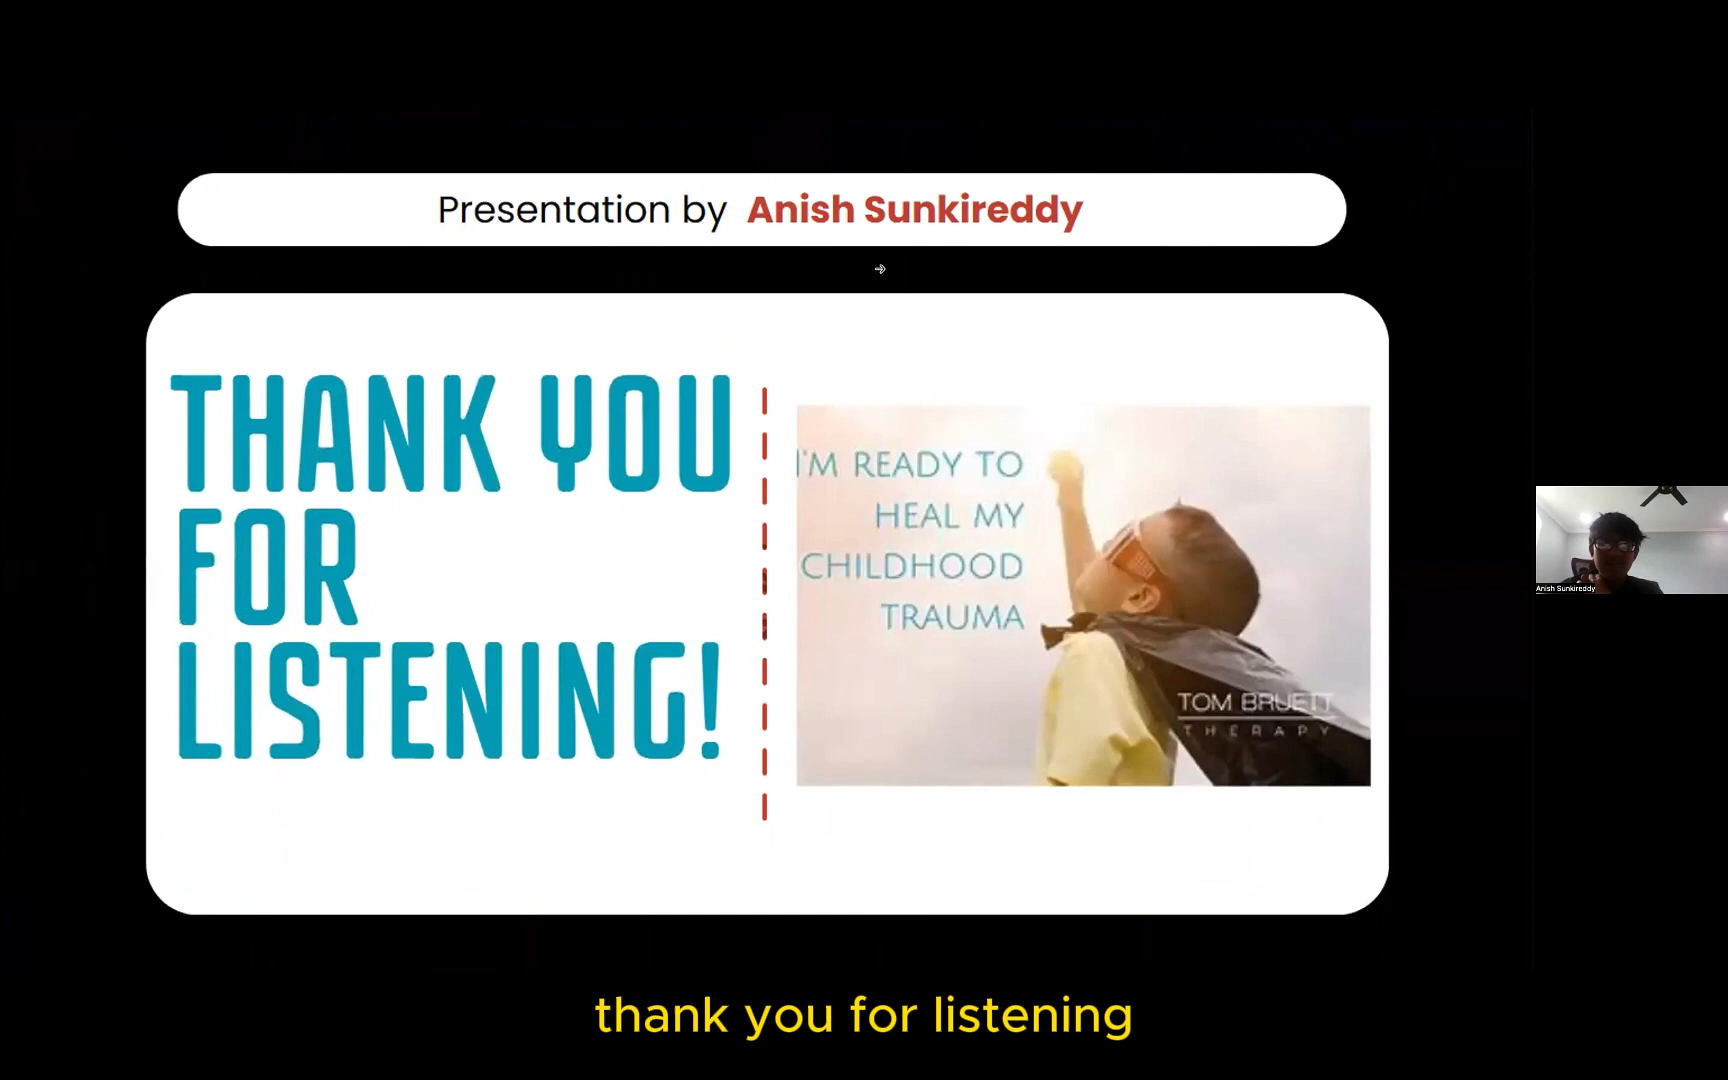 Presentation by Anish Sunkireddy
THANK YOU
FOR
LISTENING!
I'M READY TO
HEAL MY
CHILDHOOD
TRAUMA
TOM BRUETT
THERAPY
Anish Sunkireddy
thank you for listening